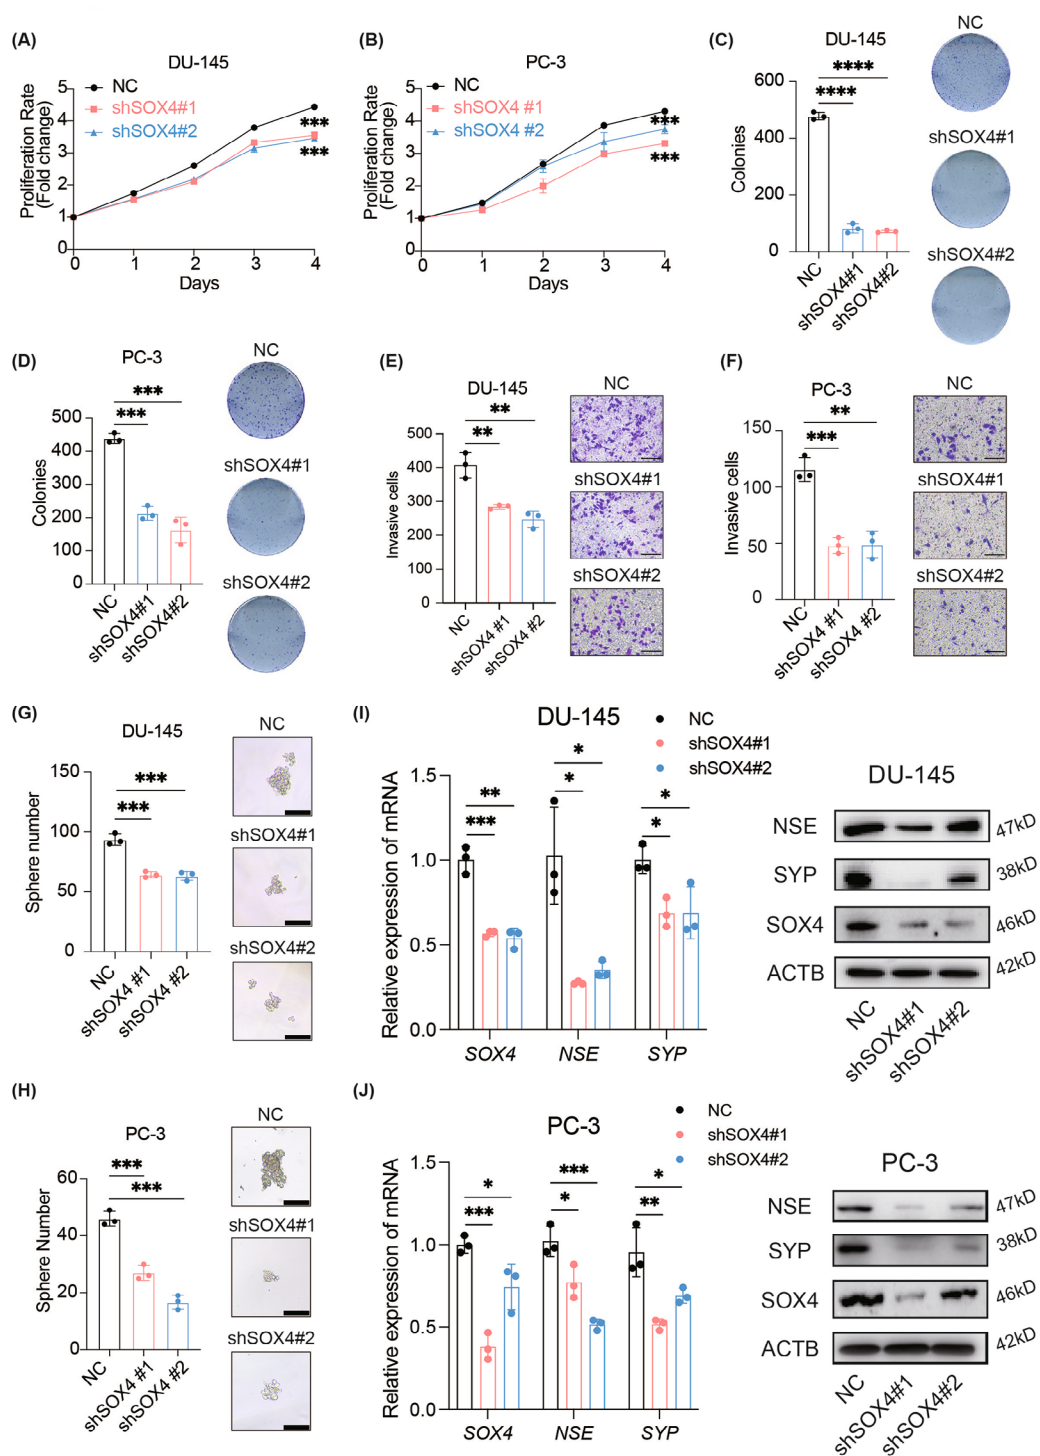 (A)
DU-145
NC
shSOX4#1
shSOX4#2
Proliferation Rate
(Fold change)
5
4
3
2
1
0
***
***
0 1 2 3 4
Days
(B)
PC-3
NC
shSOX4 #1
shSOX4 #2
Proliferation Rate
(Fold change)
5
4
3
2
1
0
***
***
0 1 2 3 4
Days
(C)
DU-145
****
****
Colonies
600
400
200
0
NC
shSOX4#1
shSOX4#2
NC
shSOX4#1
shSOX4#2
(D)
PC-3
***
***
Colonies
500
400
300
200
100
0
NC
shSOX4#1
shSOX4#2
NC
shSOX4#1
shSOX4#2
(E)
DU-145
**
**
Invasive cells
500
400
300
200
100
0
NC
shSOX4 #1
shSOX4 #2
NC
shSOX4#1
shSOX4#2
(F)
PC-3
**
***
Invasive cells
150
100
50
0
NC
shSOX4 #1
shSOX4 #2
NC
shSOX4#1
shSOX4#2
(G)
DU-145
***
***
Sphere number
150
100
50
0
NC
shSOX4 #1
shSOX4 #2
NC
shSOX4#1
shSOX4#2
(I)
DU-145
NC
shSOX4#1
shSOX4#2
Relative expression of mRNA
1.5
1.0
0.5
0.0
**
***
*
*
*
*
SOX4 NSE SYP
DU-145
NSE 47kD
SYP 38kD
SOX4 46kD
ACTB 42kD
NC
shSOX4#1
shSOX4#2
(H)
PC-3
***
***
Sphere Number
60
40
20
0
NC
shSOX4 #1
shSOX4 #2
NC
shSOX4#1
shSOX4#2
(J)
PC-3
NC
shSOX4#1
shSOX4#2
Relative expression of mRNA
1.5
1.0
0.5
0.0
*
***
***
*
*
**
SOX4 NSE SYP
PC-3
NSE 47kD
SYP 38kD
SOX4 46kD
ACTB 42kD
NC
shSOX4#1
shSOX4#2